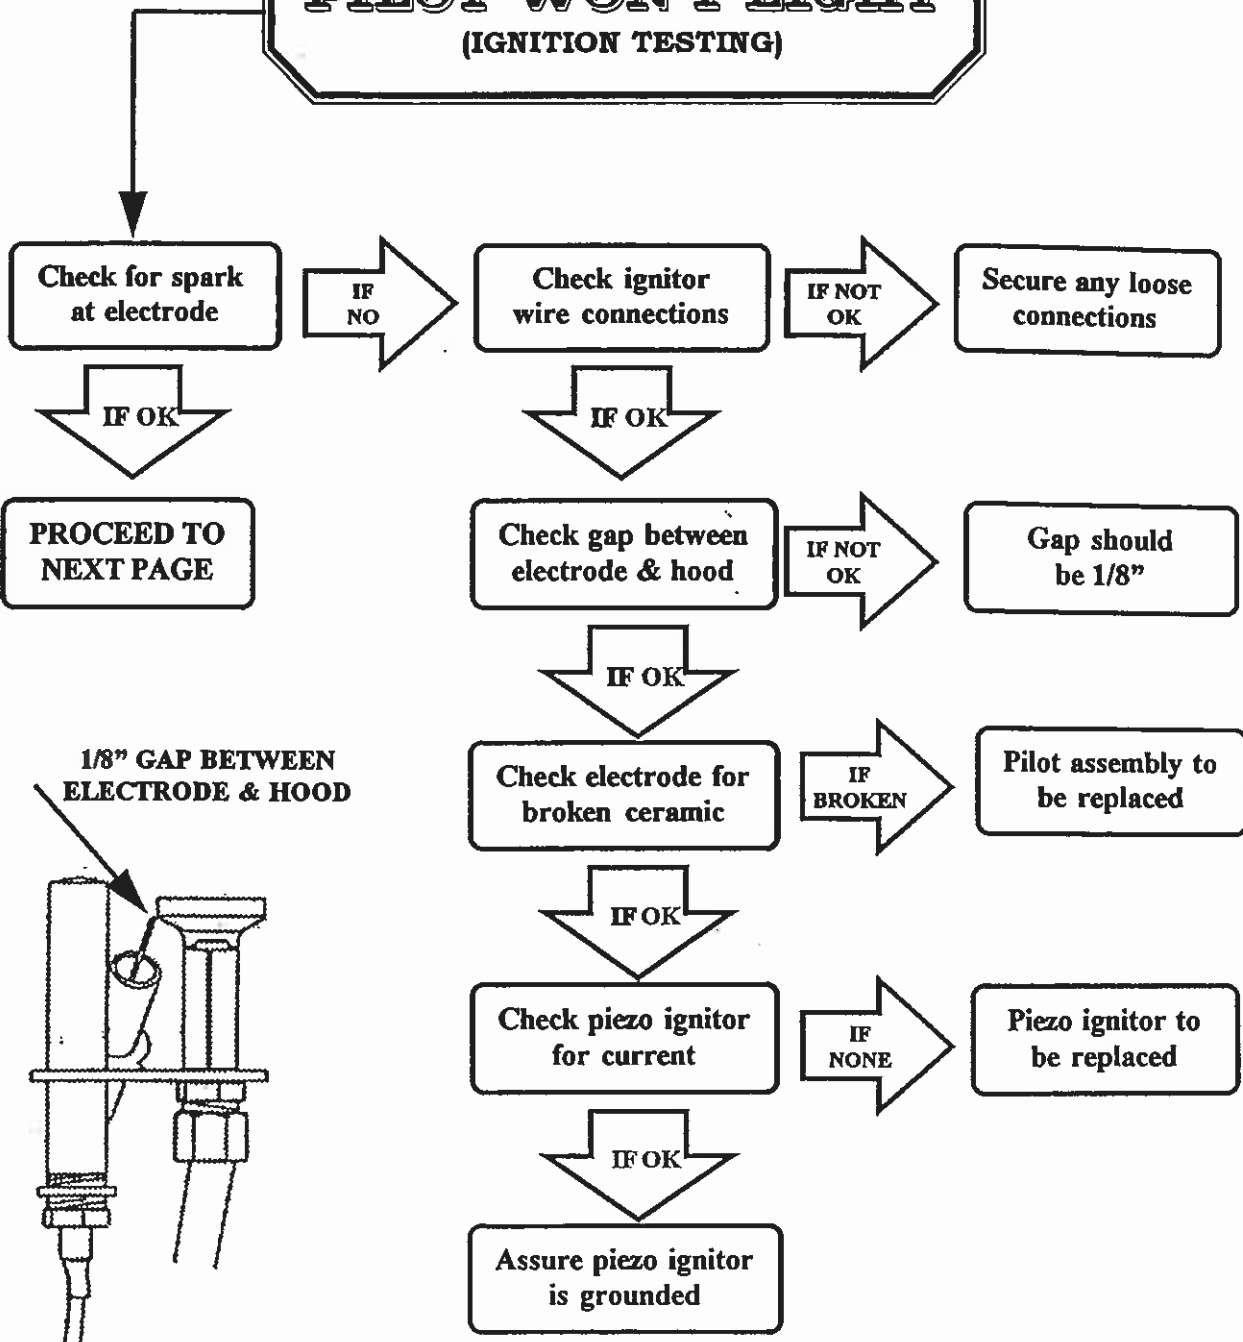 PILOT WON'T LIGHT
(IGNITION TESTING)
Check for spark
at electrode
IF
NO
Check ignitor
wire connections
IF NOT
OK
Secure any loose
connections
IF OK
IF OK
PROCEED TO
NEXT PAGE
Check gap between
electrode & hood
IF NOT
OK
Gap should
be 1/8”
IF OK
1/8” GAP BETWEEN
ELECTRODE & HOOD
Check electrode for
broken ceramic
IF
BROKEN
Pilot assembly to
be replaced
IF OK
Check piezo ignitor
for current
IF
NONE
Piezo ignitor to
be replaced
IF OK
Assure piezo ignitor
is grounded